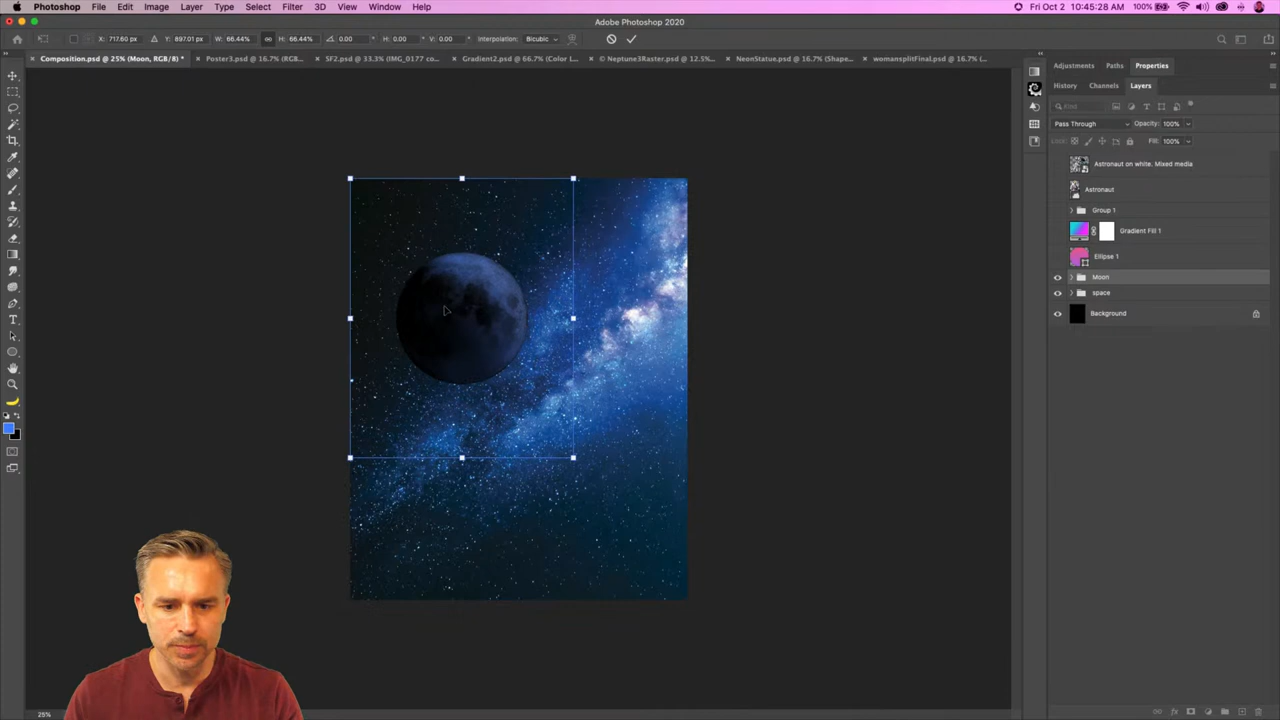 Photoshop File Edit Image Layer Type Select Filter 3D View Window Help 100% Fri Oct 2 10:45:28 AM
Adobe Photoshop 2020
X: 717.60 px Y: 897.01 px W: 66.44% H: 66.44% 0.00 H: 0.00 V: 0.00 Interpolation: Bicubic
Composition.psd @ 25% (Moon, RGB/8) * Poster3.psd @ 16.7% (RGB... SF2.psd @ 33.3% (IMG_0177 co... Gradient2.psd @ 66.7% (Color L... © Neptune3Raster.psd @ 12.5%... NeonStatue.psd @ 16.7% (Shape... womansplitFinal.psd @ 16.7% (...
Adjustments Paths Properties
History Channels Layers
Kind
Pass Through Opacity: 100%
Lock: Fill: 100%
Astronaut on white. Mixed media
Astronaut
Group 1
Gradient Fill 1
Ellipse 1
Moon
space
Background
25%